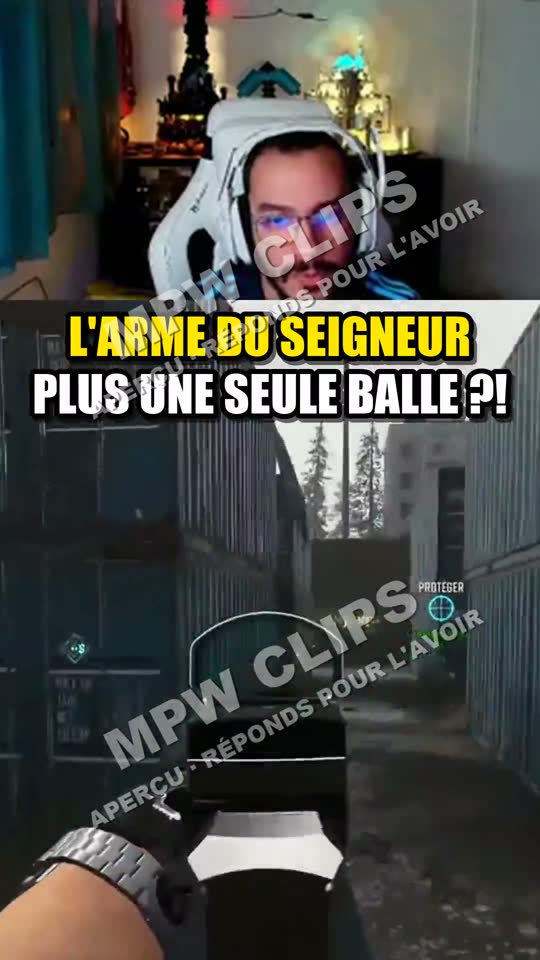 MPW CLIPS
APERÇU - RÉPONDS POUR L'AVOIR
L'ARME DU SEIGNEUR
PLUS UNE SEULE BALLE ?!
PROTÉGER
S
MPW CLIPS
APERÇU - RÉPONDS POUR L'AVOIR